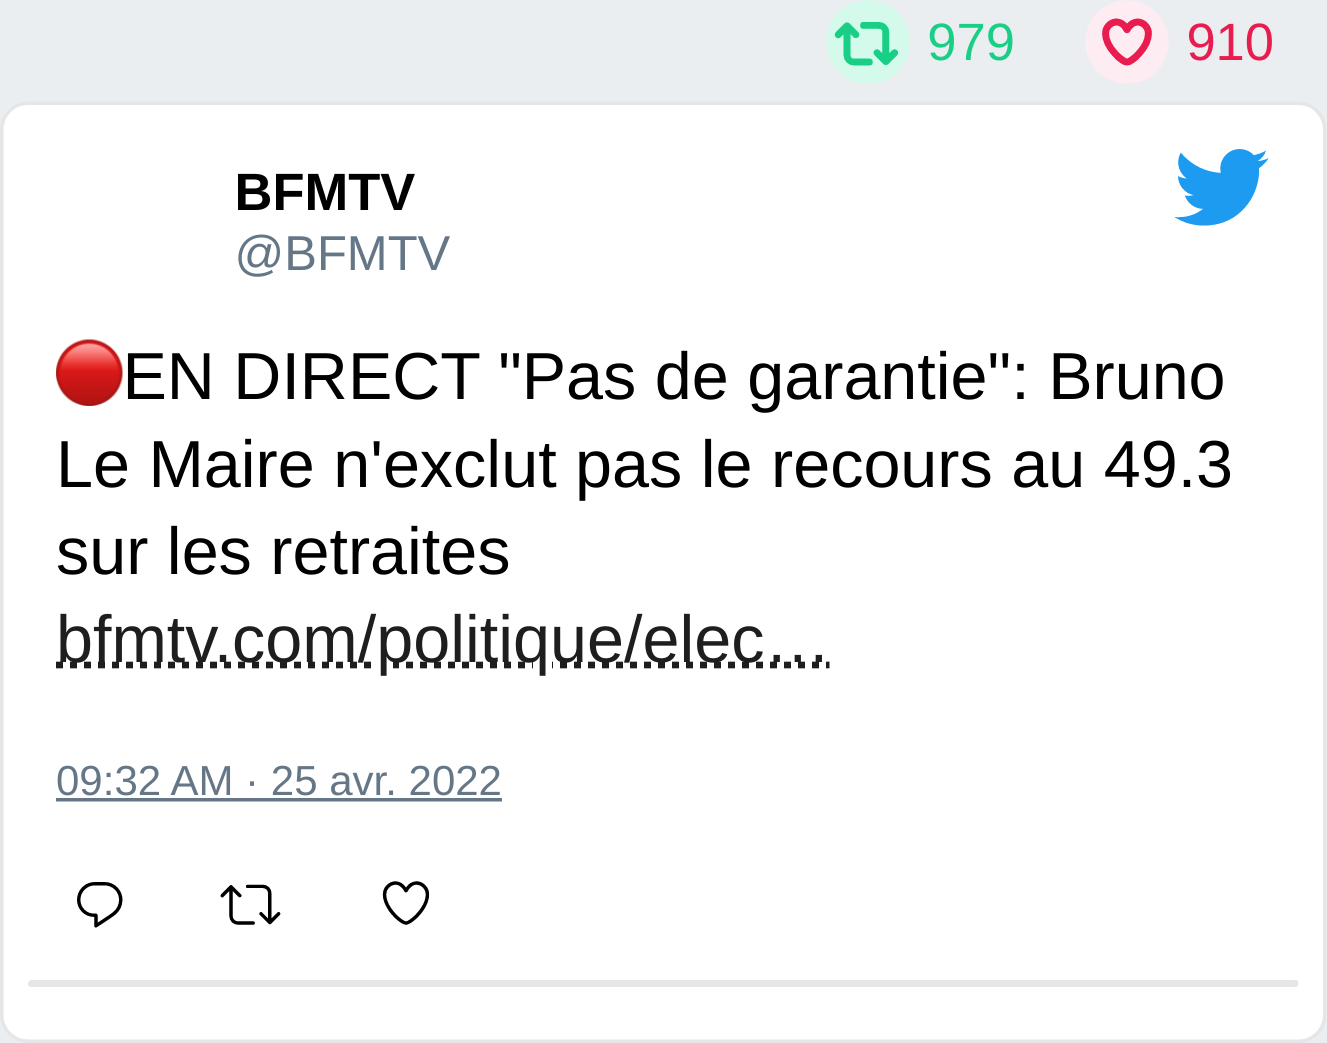 979 910
BFMTV
@BFMTV
🔴EN DIRECT "Pas de garantie": Bruno
Le Maire n'exclut pas le recours au 49.3
sur les retraites
bfmtv.com/politique/elec…
09:32 AM · 25 avr. 2022